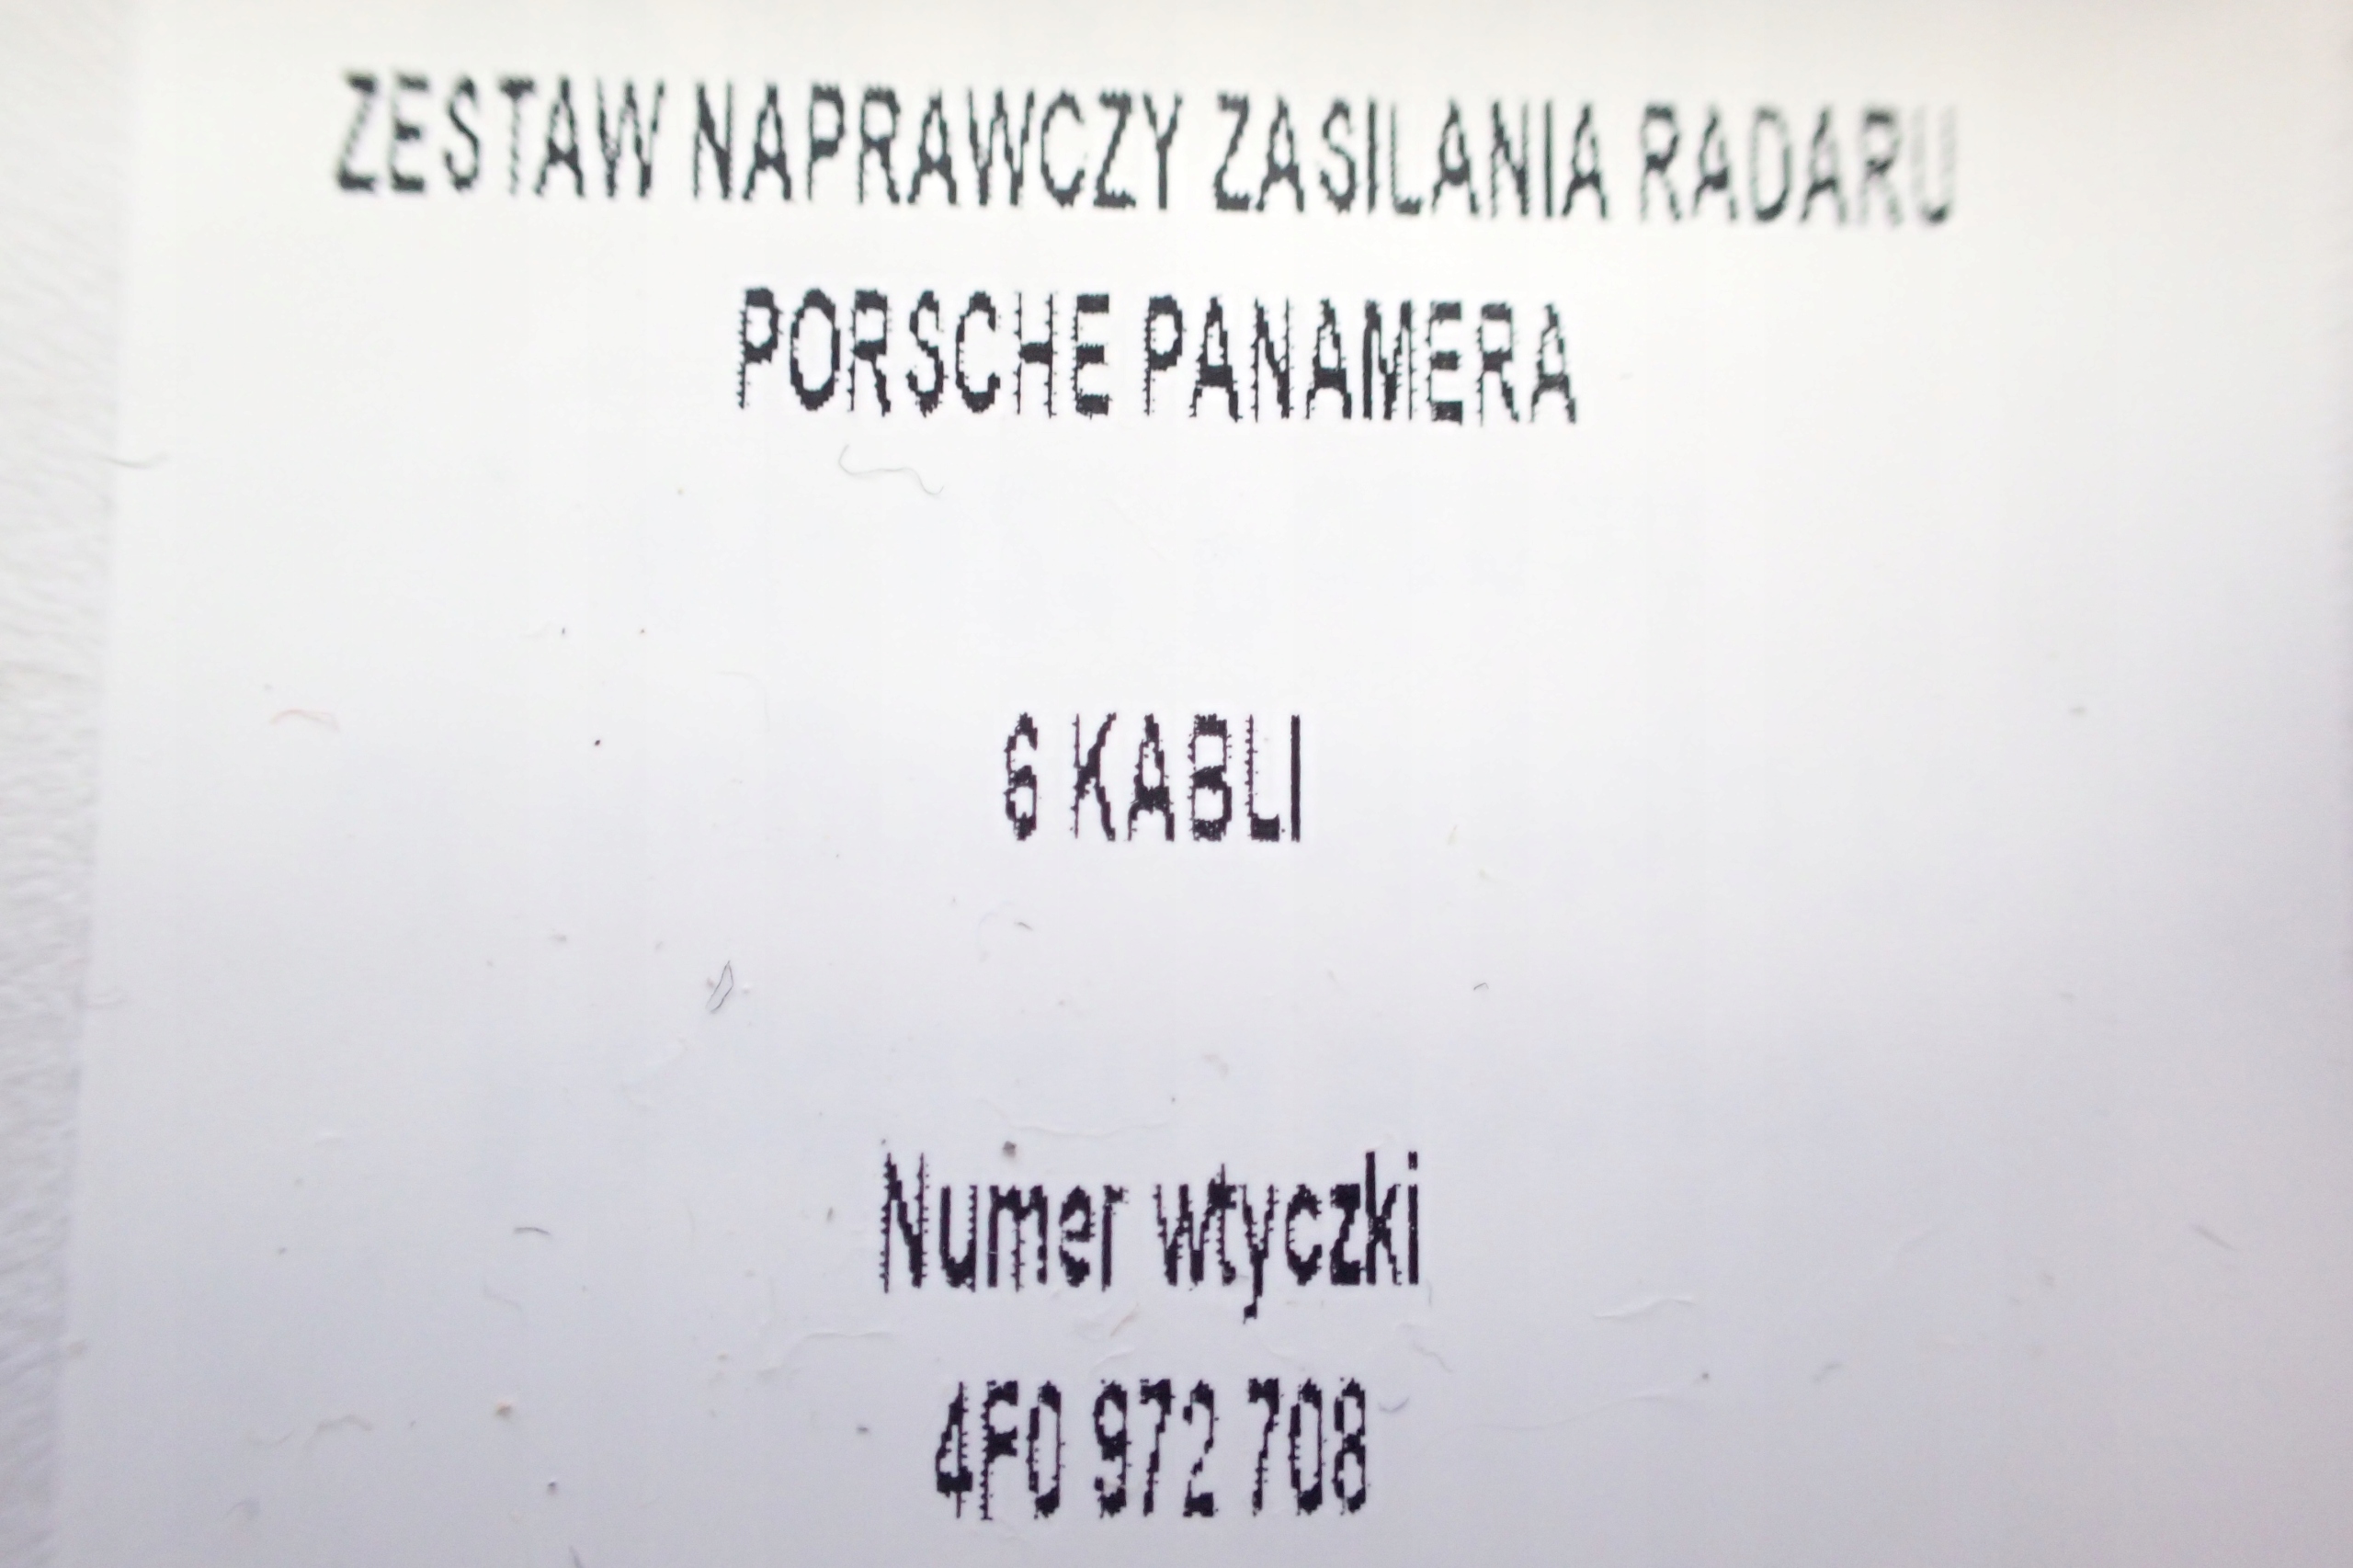 ZESTAW NAPRAWCZY ZASILANIA RADARU
PORSCHE PANAMERA
6 KABLI
Numer wtyczki
4F0 972 708